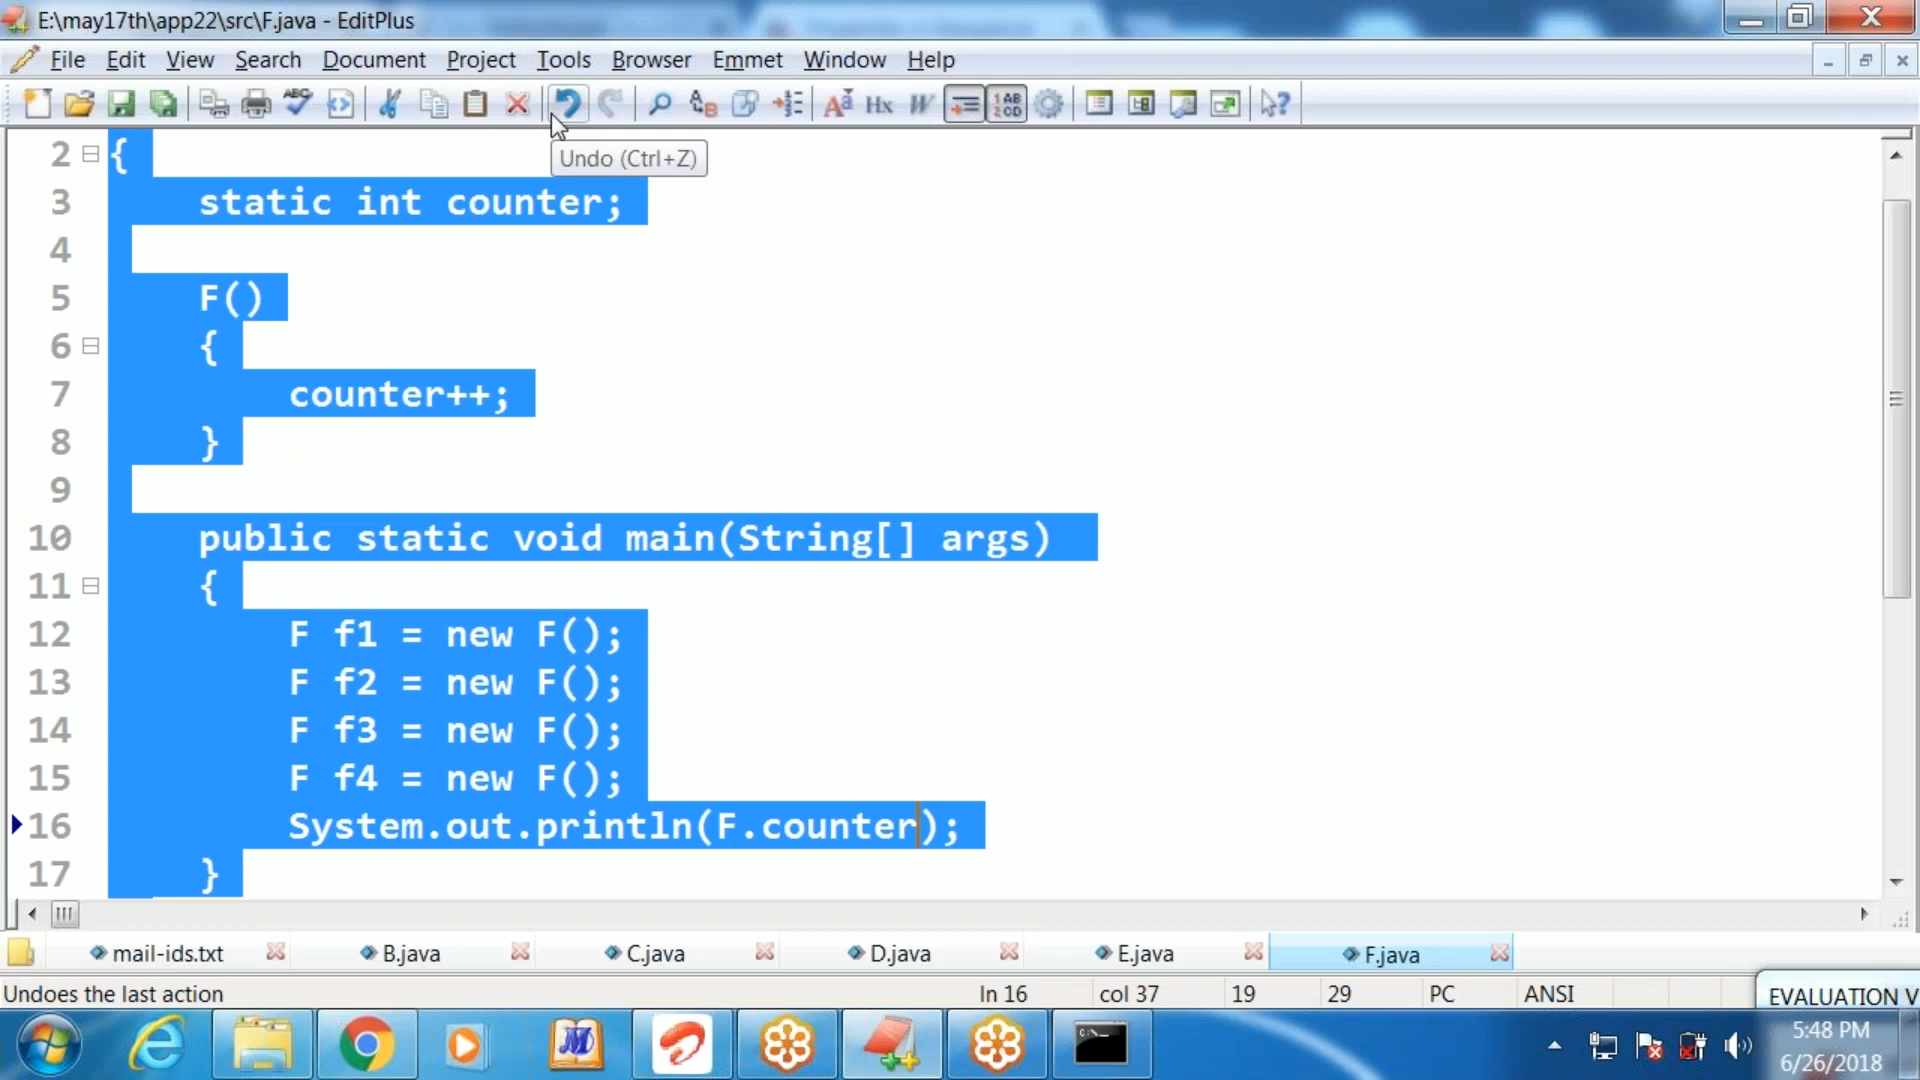 E:\may17th\app22\src\F.java - EditPlus
File Edit View Search Document Project Tools Browser Emmet Window Help
Undo (Ctrl+Z)
2 {
3 static int counter;
4
5 F()
6 {
7 counter++;
8 }
9
10 public static void main(String[] args)
11 {
12 F f1 = new F();
13 F f2 = new F();
14 F f3 = new F();
15 F f4 = new F();
16 System.out.println(F.counter);
17 }
mail-ids.txt B.java C.java D.java E.java F.java
Undoes the last action ln 16 col 37 19 29 PC ANSI
EVALUATION V
5:48 PM
6/26/2018